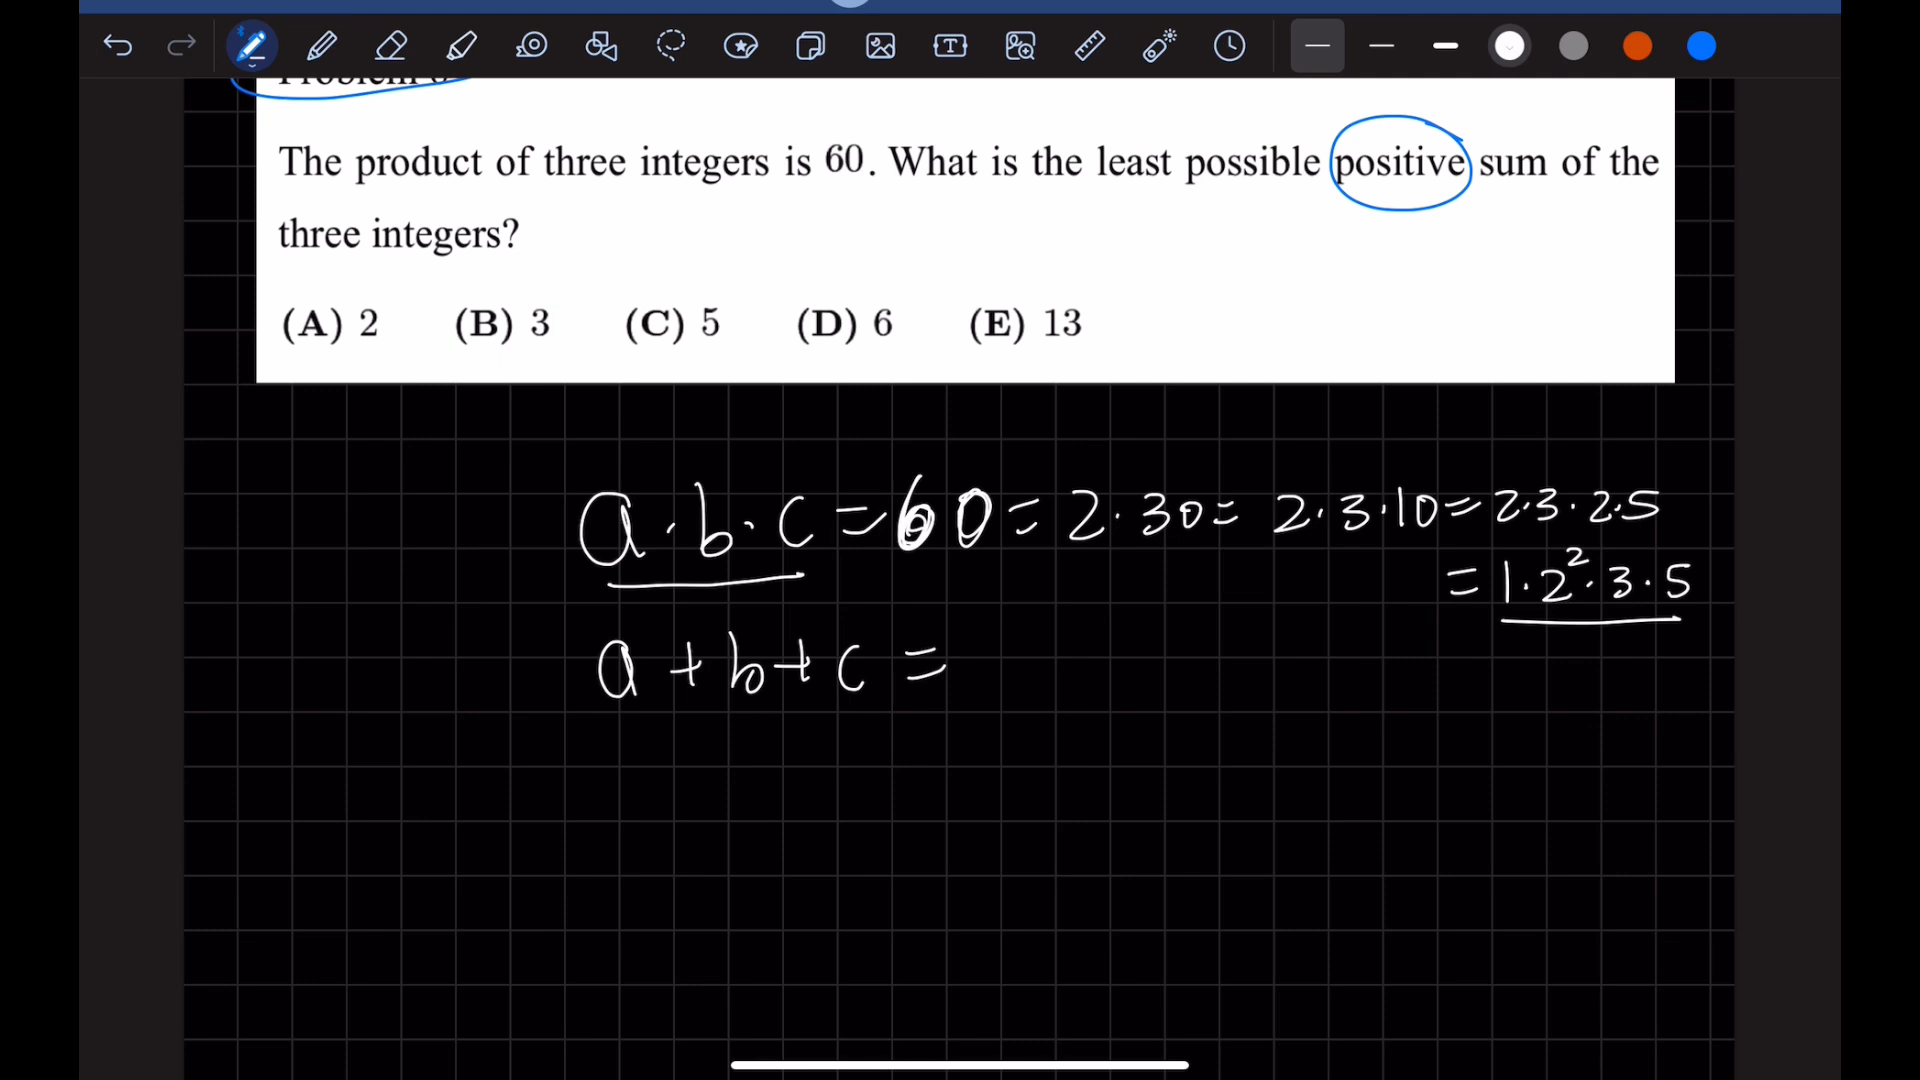 The product of three integers is 60. What is the least possible positive sum of the
three integers?
(A) 2 (B) 3 (C) 5 (D) 6 (E) 13
a · b · c = 60 = 2 · 30 = 2 · 3 · 10 = 2 · 3 · 2 · 5
= 1 · 2² · 3 · 5
a + b + c =